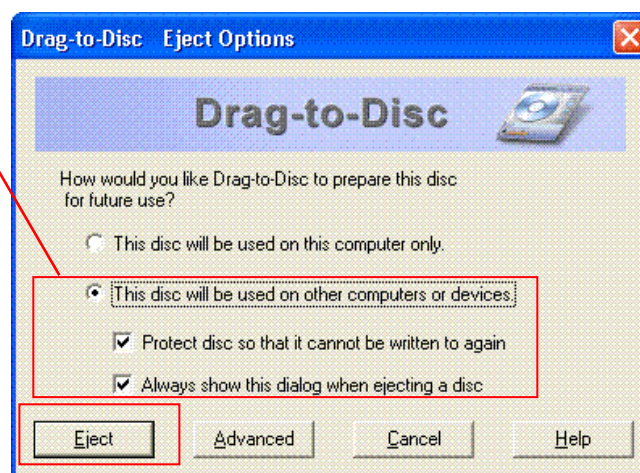 Drag-to-Disc Eject Options
Drag-to-Disc
How would you like Drag-to-Disc to prepare this disc
for future use?
This disc will be used on this computer only.
This disc will be used on other computers or devices.
Protect disc so that it cannot be written to again
Always show this dialog when ejecting a disc
Eject Advanced Cancel Help